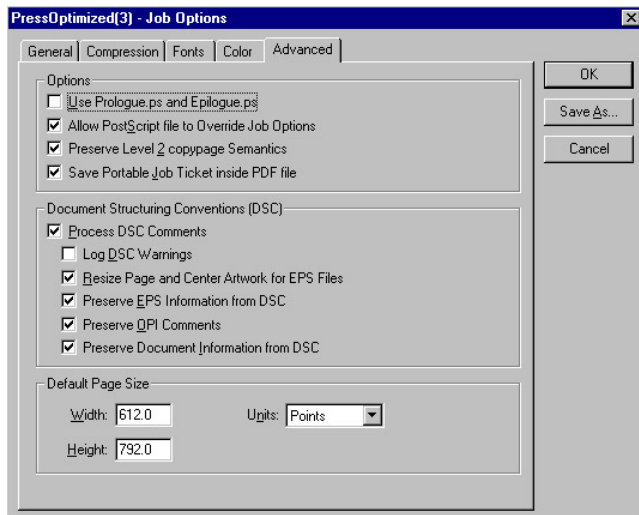 PressOptimized(3) - Job Options
General Compression Fonts Color Advanced
Options
Use Prologue.ps and Epilogue.ps
Allow PostScript file to Override Job Options
Preserve Level 2 copypage Semantics
Save Portable Job Ticket inside PDF file
Document Structuring Conventions (DSC)
Process DSC Comments
Log DSC Warnings
Resize Page and Center Artwork for EPS Files
Preserve EPS Information from DSC
Preserve OPI Comments
Preserve Document Information from DSC
Default Page Size
Width: 612.0 Units: Points
Height: 792.0
OK
Save As...
Cancel